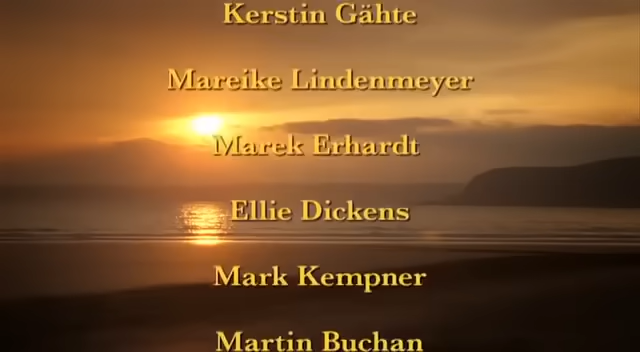 Kerstin Gähte
Mareike Lindenmeyer
Marek Erhardt
Ellie Dickens
Mark Kempner
Martin Buchan